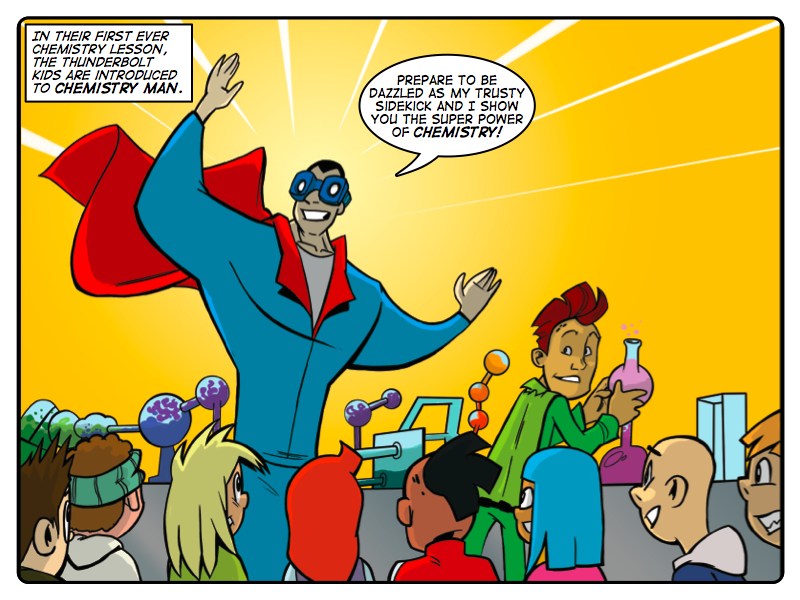 IN THEIR FIRST EVER
CHEMISTRY LESSON,
THE THUNDERBOLT
KIDS ARE INTRODUCED
TO CHEMISTRY MAN.
PREPARE TO BE
DAZZLED AS MY TRUSTY
SIDEKICK AND I SHOW
YOU THE SUPER POWER
OF CHEMISTRY!